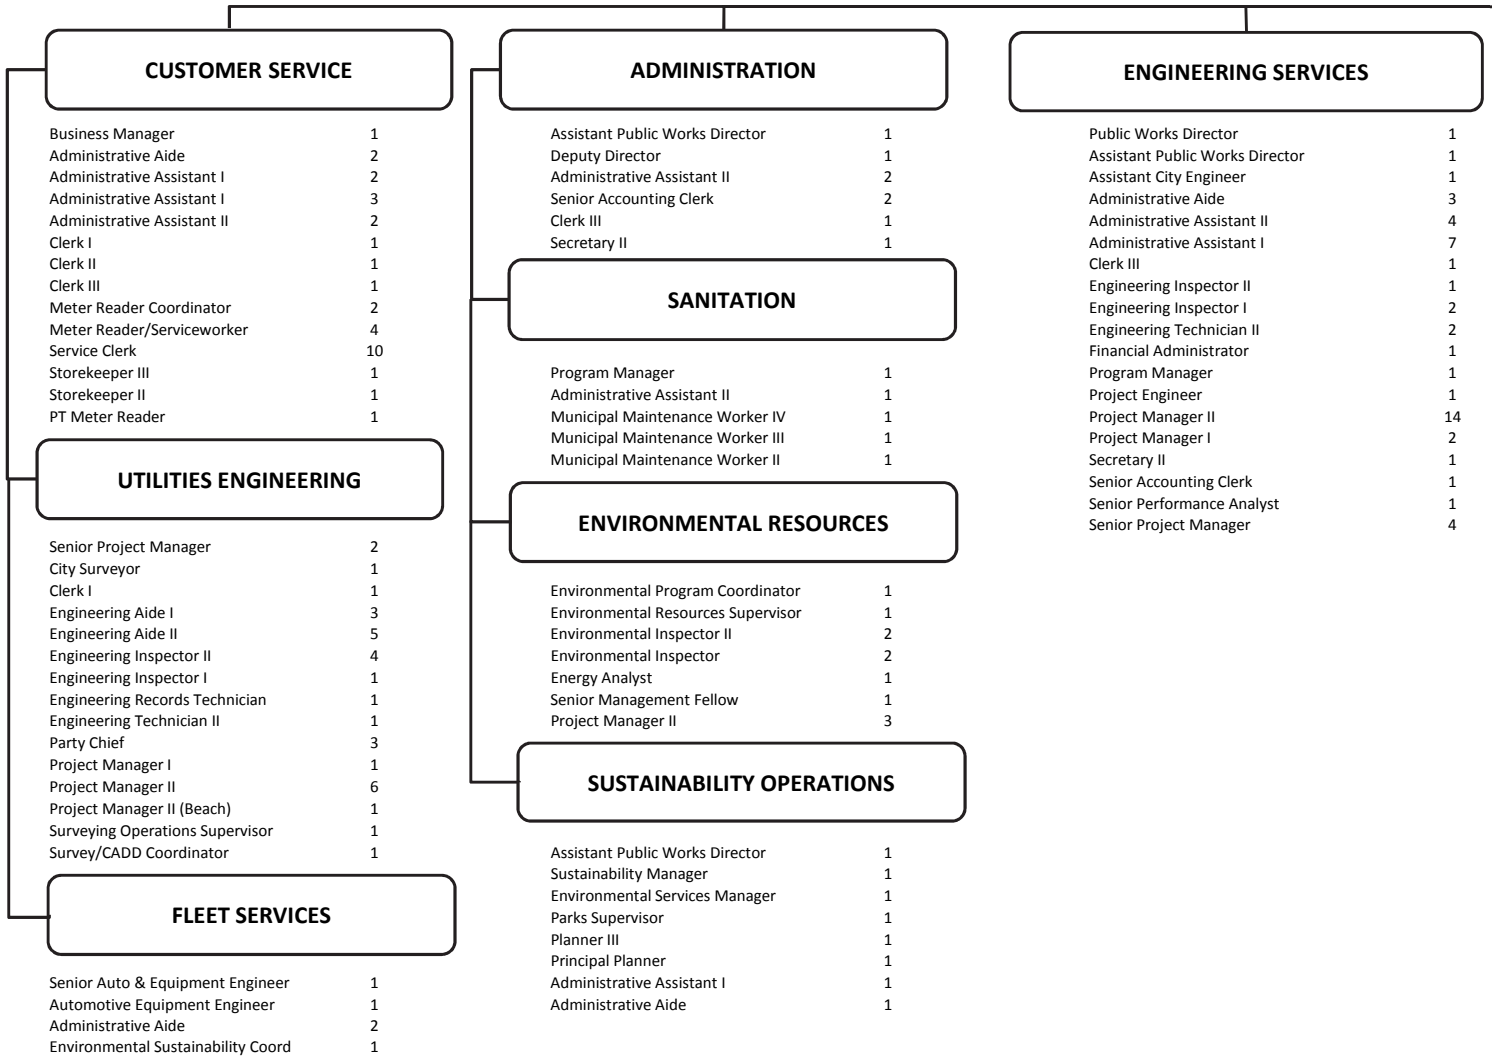 CUSTOMER SERVICE
Business Manager 1
Administrative Aide 2
Administrative Assistant I 2
Administrative Assistant I 3
Administrative Assistant II 2
Clerk I 1
Clerk II 1
Clerk III 1
Meter Reader Coordinator 2
Meter Reader/Serviceworker 4
Service Clerk 10
Storekeeper III 1
Storekeeper II 1
PT Meter Reader 1
UTILITIES ENGINEERING
Senior Project Manager 2
City Surveyor 1
Clerk I 1
Engineering Aide I 3
Engineering Aide II 5
Engineering Inspector II 4
Engineering Inspector I 1
Engineering Records Technician 1
Engineering Technician II 1
Party Chief 3
Project Manager I 1
Project Manager II 6
Project Manager II (Beach) 1
Surveying Operations Supervisor 1
Survey/CADD Coordinator 1
FLEET SERVICES
Senior Auto & Equipment Engineer 1
Automotive Equipment Engineer 1
Administrative Aide 2
Environmental Sustainability Coord 1
ADMINISTRATION
Assistant Public Works Director 1
Deputy Director 1
Administrative Assistant II 2
Senior Accounting Clerk 2
Clerk III 1
Secretary II 1
SANITATION
Program Manager 1
Administrative Assistant II 1
Municipal Maintenance Worker IV 1
Municipal Maintenance Worker III 1
Municipal Maintenance Worker II 1
ENVIRONMENTAL RESOURCES
Environmental Program Coordinator 1
Environmental Resources Supervisor 1
Environmental Inspector II 2
Environmental Inspector 2
Energy Analyst 1
Senior Management Fellow 1
Project Manager II 3
SUSTAINABILITY OPERATIONS
Assistant Public Works Director 1
Sustainability Manager 1
Environmental Services Manager 1
Parks Supervisor 1
Planner III 1
Principal Planner 1
Administrative Assistant I 1
Administrative Aide 1
ENGINEERING SERVICES
Public Works Director 1
Assistant Public Works Director 1
Assistant City Engineer 1
Administrative Aide 3
Administrative Assistant II 4
Administrative Assistant I 7
Clerk III 1
Engineering Inspector II 1
Engineering Inspector I 2
Engineering Technician II 2
Financial Administrator 1
Program Manager 1
Project Engineer 1
Project Manager II 14
Project Manager I 2
Secretary II 1
Senior Accounting Clerk 1
Senior Performance Analyst 1
Senior Project Manager 4